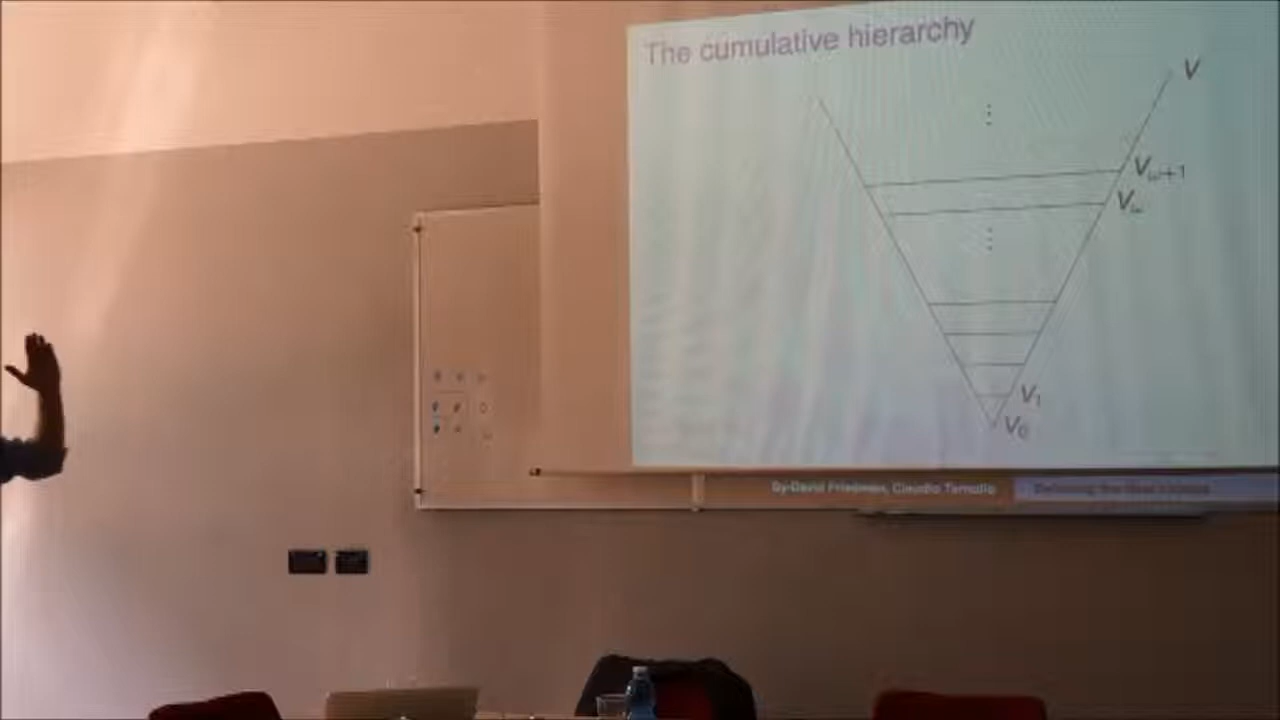 The cumulative hierarchy
V
⋮
V_{ω+1}
V_ω
⋮
V_1
V_0
Sy-David Friedman, Claudio Ternullo